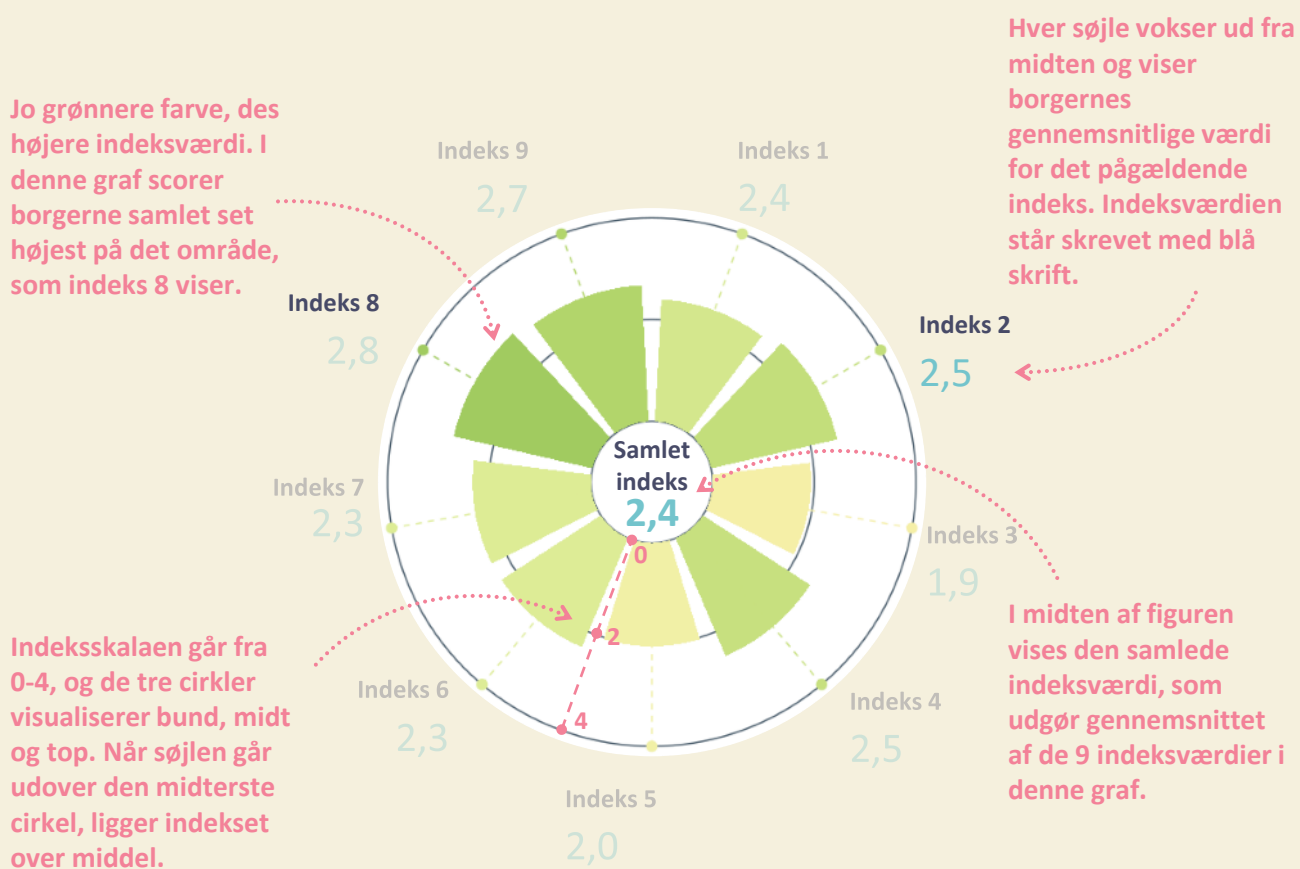 Hver søjle vokser ud fra
midten og viser
borgernes
gennemsnitlige værdi
for det pågældende
indeks. Indeksværdien
står skrevet med blå
skrift.
Jo grønnere farve, des
højere indeksværdi. I
denne graf scorer
borgerne samlet set
højest på det område,
som indeks 8 viser.
Indeks 9
2,7
Indeks 1
2,4
Indeks 8
2,8
Indeks 2
2,5
Samlet
indeks
2,4
Indeks 7
2,3
Indeks 3
1,9
0
2
4
Indeks 6
2,3
Indeks 4
2,5
Indeks 5
2,0
Indeksskalaen går fra
0-4, og de tre cirkler
visualiserer bund, midt
og top. Når søjlen går
udover den midterste
cirkel, ligger indekset
over middel.
I midten af figuren
vises den samlede
indeksværdi, som
udgør gennemsnittet
af de 9 indeksværdier i
denne graf.